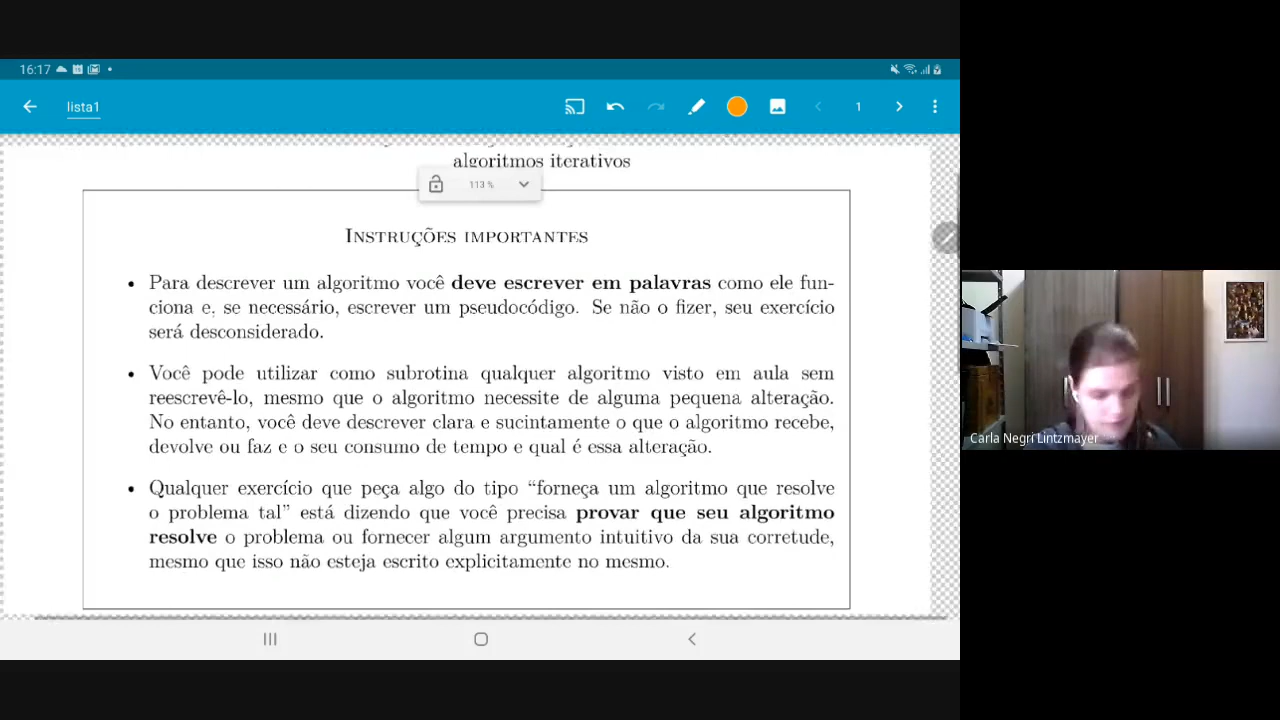 16:17
lista1
1
algoritmos iterativos
113 %
INSTRUÇÕES IMPORTANTES
• Para descrever um algoritmo você deve escrever em palavras como ele fun-
ciona e, se necessário, escrever um pseudocódigo. Se não o fizer, seu exercício
será desconsiderado.
• Você pode utilizar como subrotina qualquer algoritmo visto em aula sem
reescrevê-lo, mesmo que o algoritmo necessite de alguma pequena alteração.
No entanto, você deve descrever clara e sucintamente o que o algoritmo recebe,
devolve ou faz e o seu consumo de tempo e qual é essa alteração.
• Qualquer exercício que peça algo do tipo “forneça um algoritmo que resolve
o problema tal” está dizendo que você precisa provar que seu algoritmo
resolve o problema ou fornecer algum argumento intuitivo da sua corretude,
mesmo que isso não esteja escrito explicitamente no mesmo.
Carla Negri Lintzmayer